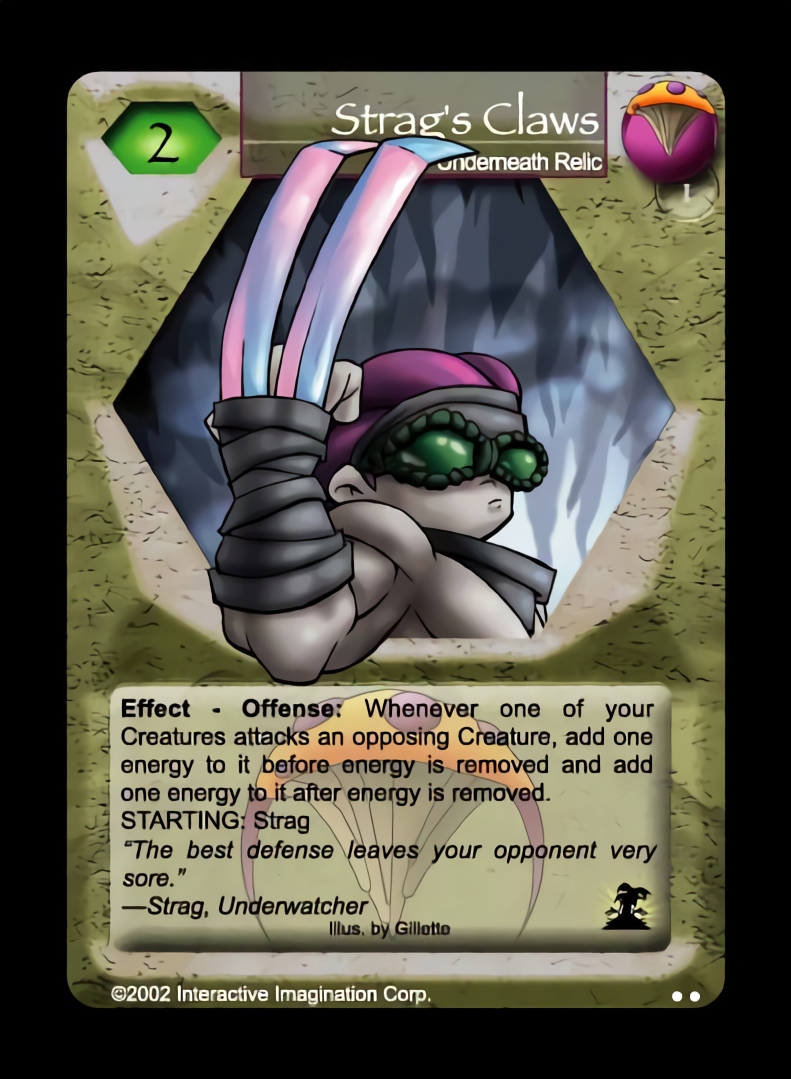 2
Strag's Claws
Underneath Relic
1
Effect - Offense: Whenever one of your
Creatures attacks an opposing Creature, add one
energy to it before energy is removed and add
one energy to it after energy is removed.
STARTING: Strag
"The best defense leaves your opponent very
sore."
—Strag, Underwatcher
Illus. by Gillotte
©2002 Interactive Imagination Corp.